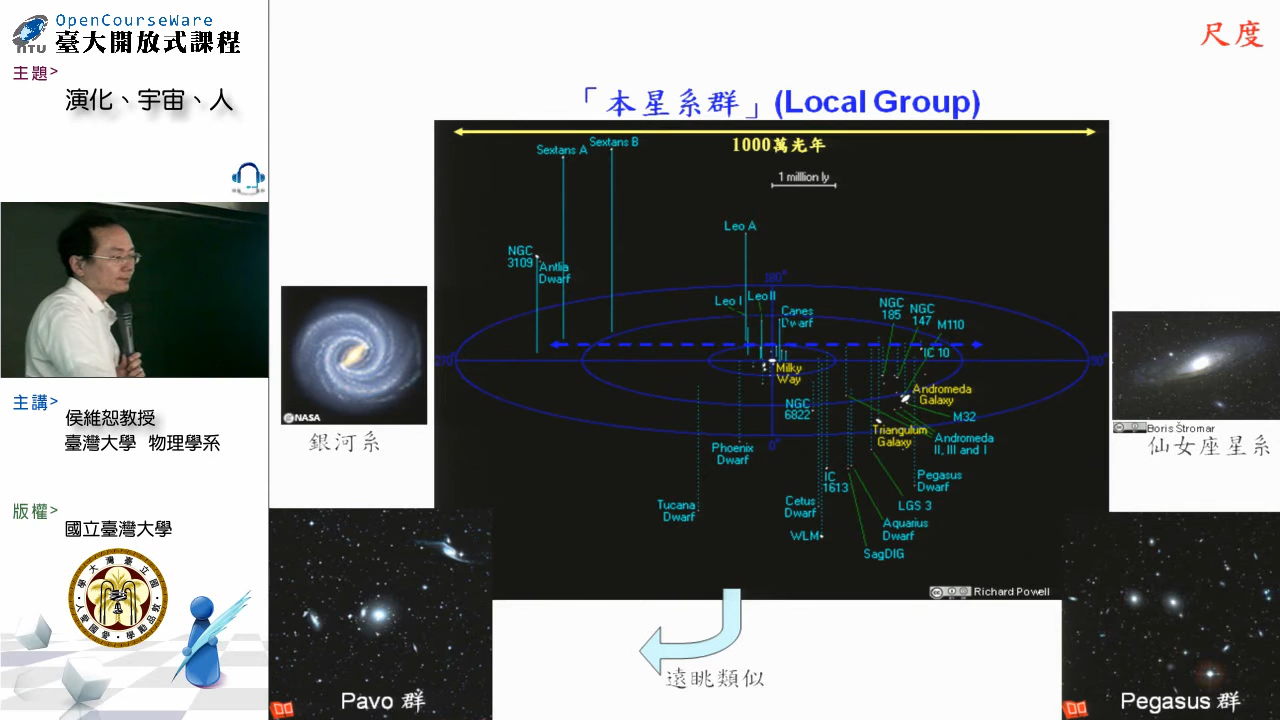 OpenCourseWare
NTU 臺大開放式課程
主題>
演化、宇宙、人
主講>
侯維恕教授
臺灣大學 物理學系
版權>
國立臺灣大學
尺度
「本星系群」(Local Group)
1000萬光年
1 milllion ly
Sextans A
Sextans B
Leo A
NGC
3109
Antlia
Dwarf
180°
Leo I
Leo II
Canes
Dwarf
NGC
185
NGC
147
M110
IC 10
90°
Milky
Way
Andromeda
Galaxy
M32
NGC
6822
Triangulum
Galaxy
Andromeda
II, III and I
0°
Phoenix
Dwarf
IC
1613
Pegasus
Dwarf
Tucana
Dwarf
Cetus
Dwarf
LGS 3
WLM
Aquarius
Dwarf
SagDIG
Richard Powell
NASA
銀河系
Boris Stromar
仙女座星系
遠眺類似
Pavo 群
Pegasus 群